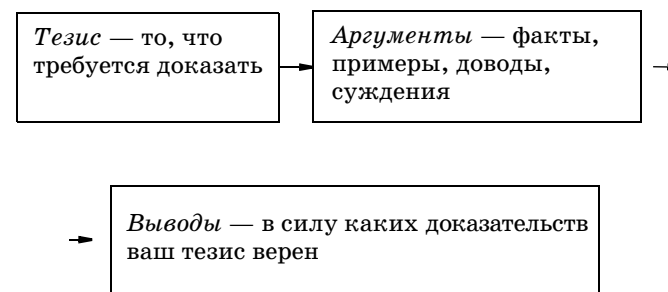 Тезис — то, что
требуется доказать
Аргументы — факты,
примеры, доводы,
суждения
Выводы — в силу каких доказательств
ваш тезис верен